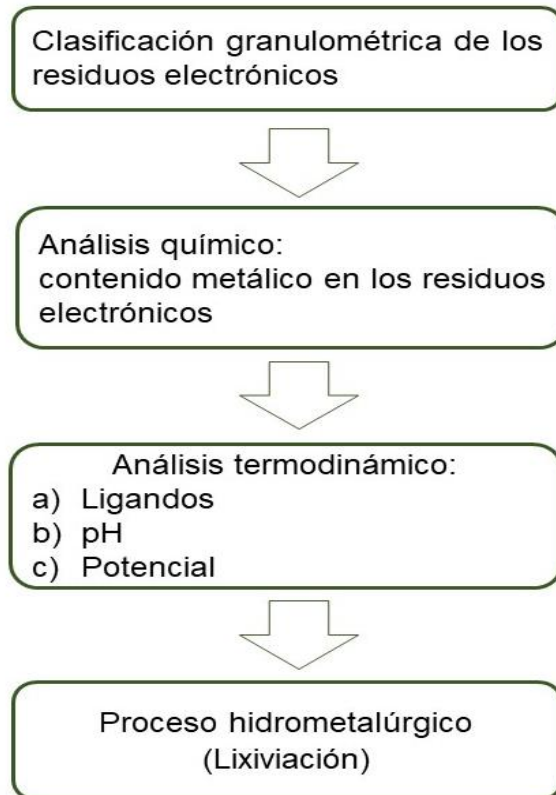 Clasificación granulométrica de los
residuos electrónicos
Análisis químico:
contenido metálico en los residuos
electrónicos
Análisis termodinámico:
a) Ligandos
b) pH
c) Potencial
Proceso hidrometalúrgico
(Lixiviación)